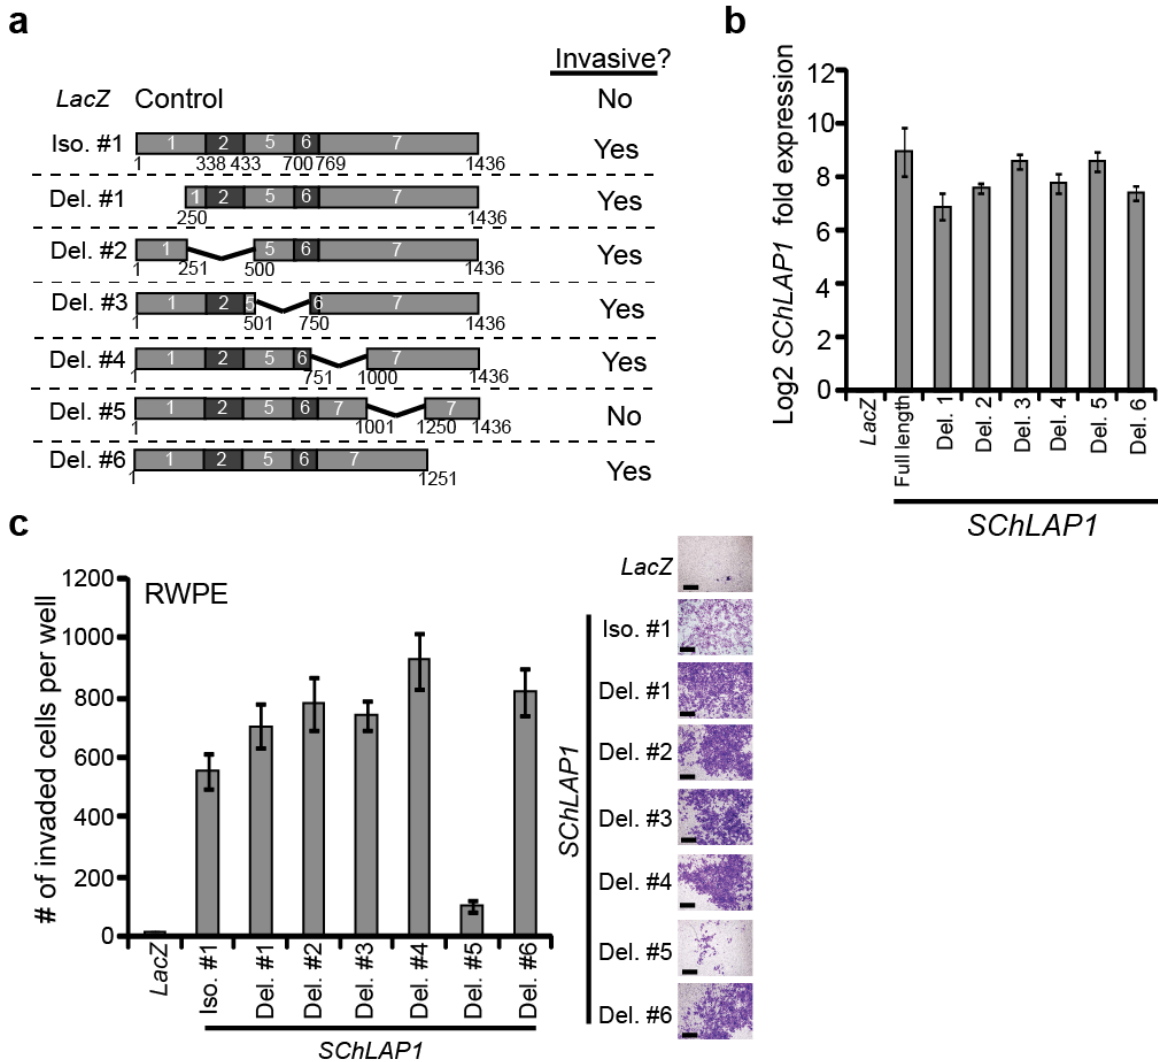 a
Invasive?
LacZ Control No
Iso. #1 1 2 5 6 7 Yes
1 338 433 700 769 1436
Del. #1 1 2 5 6 7 Yes
250 1436
Del. #2 1 5 6 7 Yes
1 251 500 1436
Del. #3 1 2 5 6 7 Yes
1 501 750 1436
Del. #4 1 2 5 6 7 Yes
1 751 1000 1436
Del. #5 1 2 5 6 7 7 No
1 1001 1250 1436
Del. #6 1 2 5 6 7 Yes
1 1251
b
Log2 SChLAP1 fold expression
12
10
8
6
4
2
0
LacZ
Full length
Del. 1
Del. 2
Del. 3
Del. 4
Del. 5
Del. 6
SChLAP1
c
RWPE
# of invaded cells per well
1200
1000
800
600
400
200
0
LacZ
Iso. #1
Del. #1
Del. #2
Del. #3
Del. #4
Del. #5
Del. #6
SChLAP1
LacZ
SChLAP1
Iso. #1
Del. #1
Del. #2
Del. #3
Del. #4
Del. #5
Del. #6